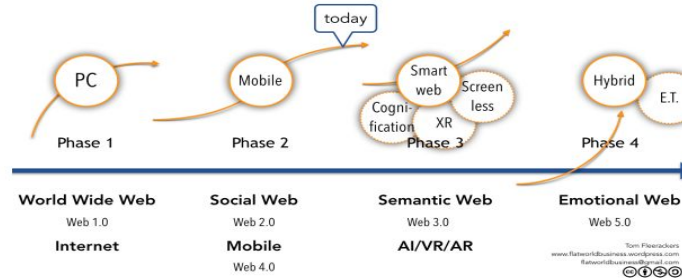 today
PC
Mobile
Smart
web
Screen
less
Cogni-
fication
XR
Hybrid
E.T.
Phase 1
Phase 2
Phase 3
Phase 4
World Wide Web
Web 1.0
Internet
Social Web
Web 2.0
Mobile
Web 4.0
Semantic Web
Web 3.0
AI/VR/AR
Emotional Web
Web 5.0
Tom Fleerackers
www.flatworldbusiness.wordpress.com
flatworldbusiness@gmail.com